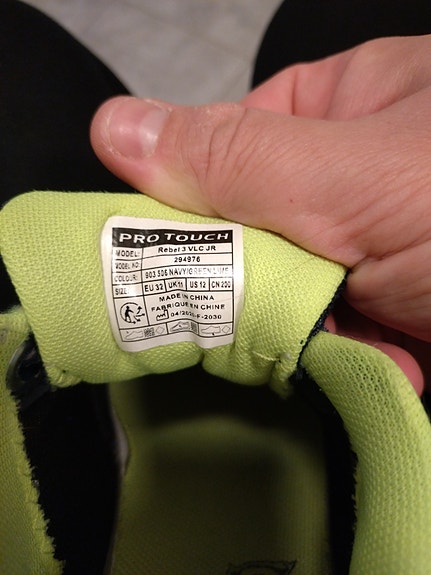 PRO TOUCH
MODEL: Rebel 3 VLC JR
MODEL NO: 294976
COLOUR: 903 506 NAVY/GREEN LIME
SIZE EU 32 UK 11 US 12 CN 200
MADE IN CHINA
FABRIQUE EN CHINE